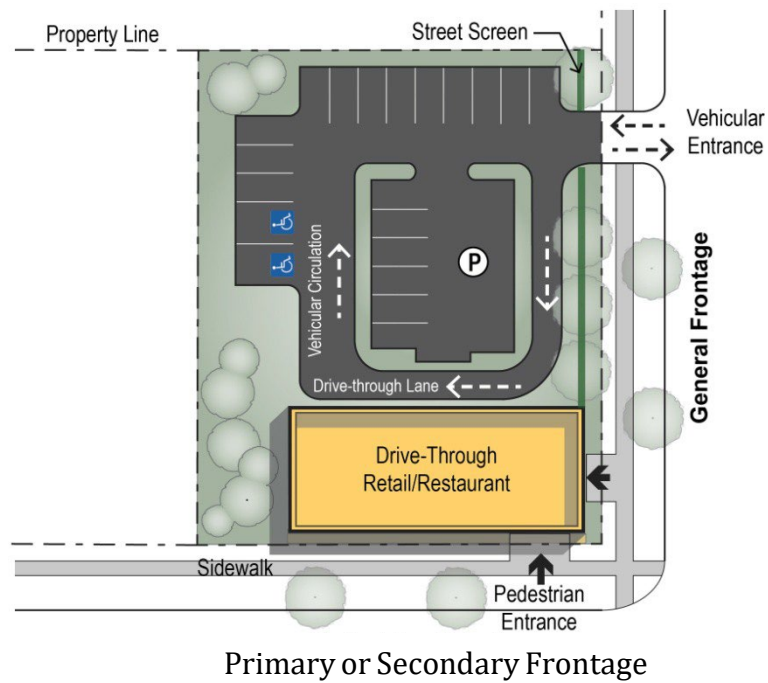 Property Line
Street Screen
Vehicular
Entrance
Vehicular Circulation
P
General Frontage
Drive-through Lane
Drive-Through
Retail/Restaurant
Sidewalk
Pedestrian
Entrance
Primary or Secondary Frontage